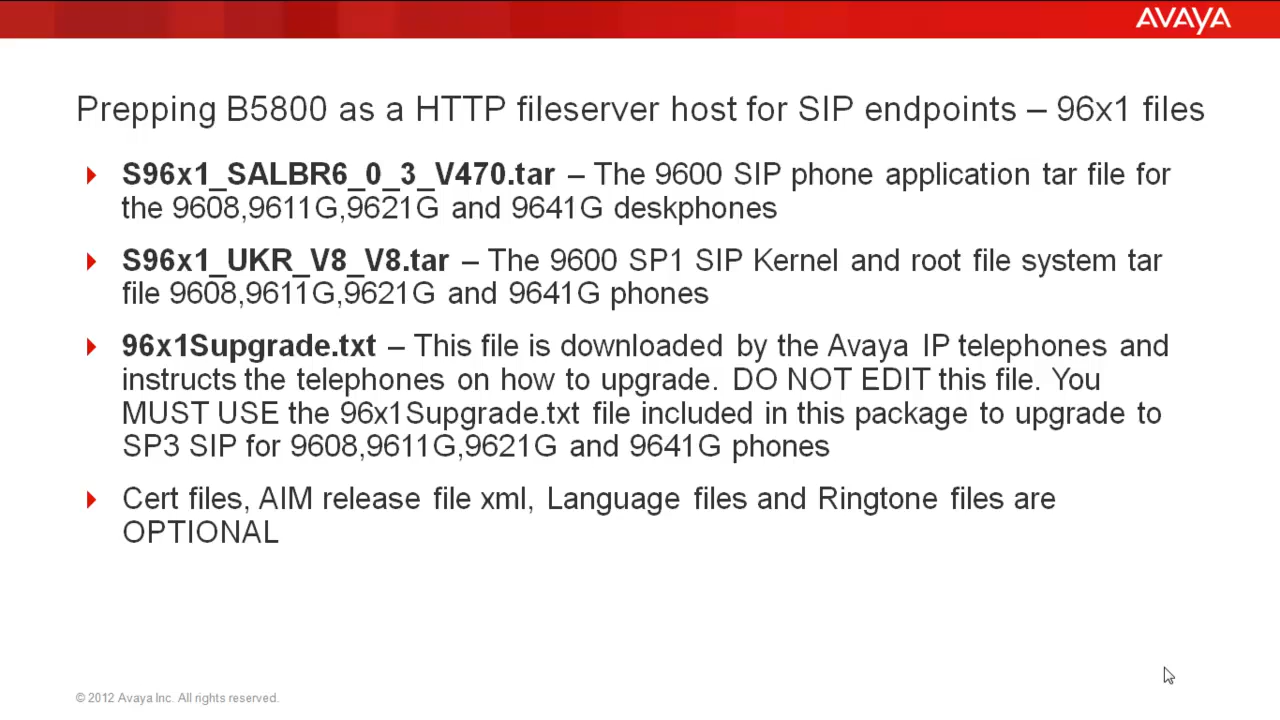 AVAYA
Prepping B5800 as a HTTP fileserver host for SIP endpoints – 96x1 files
S96x1_SALBR6_0_3_V470.tar – The 9600 SIP phone application tar file for
the 9608,9611G,9621G and 9641G deskphones
S96x1_UKR_V8_V8.tar – The 9600 SP1 SIP Kernel and root file system tar
file 9608,9611G,9621G and 9641G phones
96x1Supgrade.txt – This file is downloaded by the Avaya IP telephones and
instructs the telephones on how to upgrade. DO NOT EDIT this file. You
MUST USE the 96x1Supgrade.txt file included in this package to upgrade to
SP3 SIP for 9608,9611G,9621G and 9641G phones
Cert files, AIM release file xml, Language files and Ringtone files are
OPTIONAL
© 2012 Avaya Inc. All rights reserved.